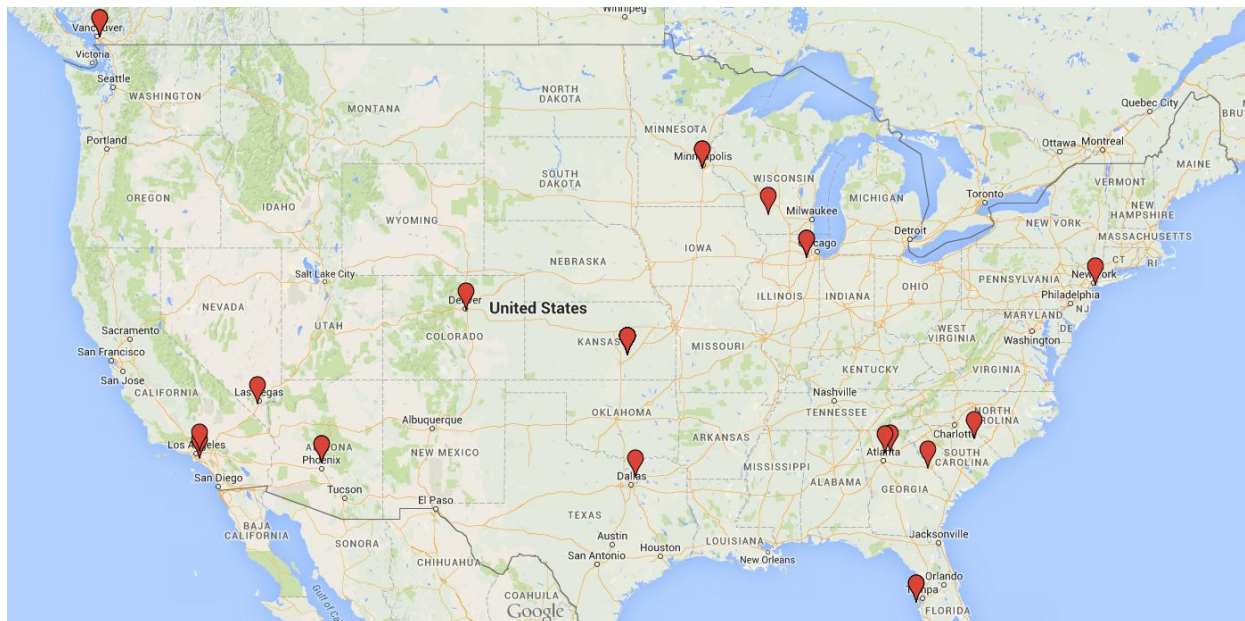 Winnipeg
Vancouver
Victoria
Seattle
WASHINGTON
MONTANA
NORTH
DAKOTA
MINNESOTA
Minneapolis
Quebec City
Ottawa
Montreal
MAINE
Portland
OREGON
IDAHO
SOUTH
DAKOTA
WISCONSIN
Milwaukee
MICHIGAN
Toronto
VERMONT
NEW
HAMPSHIRE
NEW YORK
MASSACHUSETTS
WYOMING
Detroit
CT
RI
IOWA
Chicago
NEBRASKA
Salt Lake City
NEVADA
UTAH
Denver
COLORADO
United States
ILLINOIS
INDIANA
OHIO
PENNSYLVANIA
New York
Philadelphia
MARYLAND
NJ
DE
Washington
WEST
VIRGINIA
VIRGINIA
Sacramento
San Francisco
San Jose
CALIFORNIA
KANSAS
MISSOURI
KENTUCKY
Las Vegas
Nashville
TENNESSEE
NORTH
CAROLINA
Charlotte
Albuquerque
OKLAHOMA
ARKANSAS
Los Angeles
ARIZONA
Phoenix
NEW MEXICO
Atlanta
SOUTH
CAROLINA
San Diego
Tucson
Dallas
MISSISSIPPI
ALABAMA
GEORGIA
El Paso
TEXAS
BAJA
CALIFORNIA
SONORA
CHIHUAHUA
Austin
San Antonio
Houston
LOUISIANA
New Orleans
Jacksonville
Orlando
Tampa
FLORIDA
COAHUILA
Google